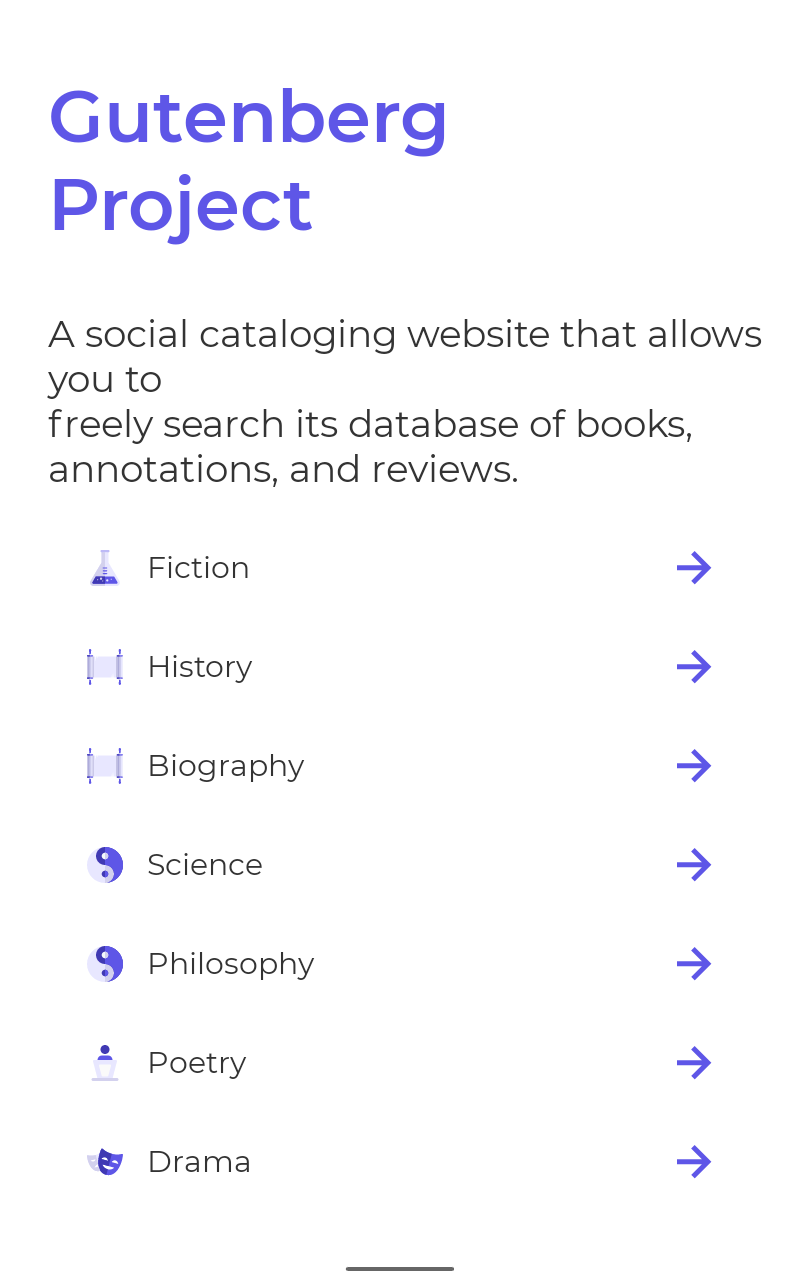 Gutenberg
Project
A social cataloging website that allows
you to
freely search its database of books,
annotations, and reviews.
Fiction
History
Biography
Science
Philosophy
Poetry
Drama